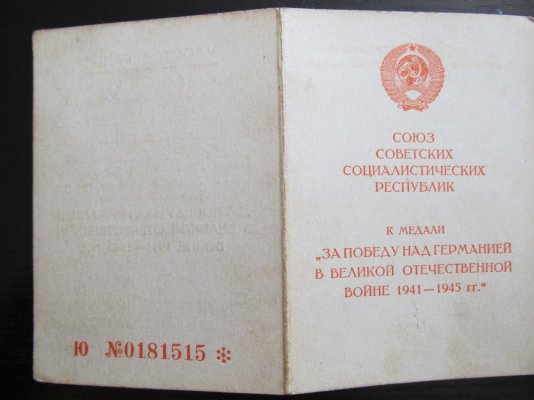 СОЮЗ
СОВЕТСКИХ
СОЦИАЛИСТИЧЕСКИХ
РЕСПУБЛИК
К МЕДАЛИ
„ЗА ПОБЕДУ НАД ГЕРМАНИЕЙ
В ВЕЛИКОЙ ОТЕЧЕСТВЕННОЙ
ВОЙНЕ 1941—1945 гг.“
Ю №0181515 *